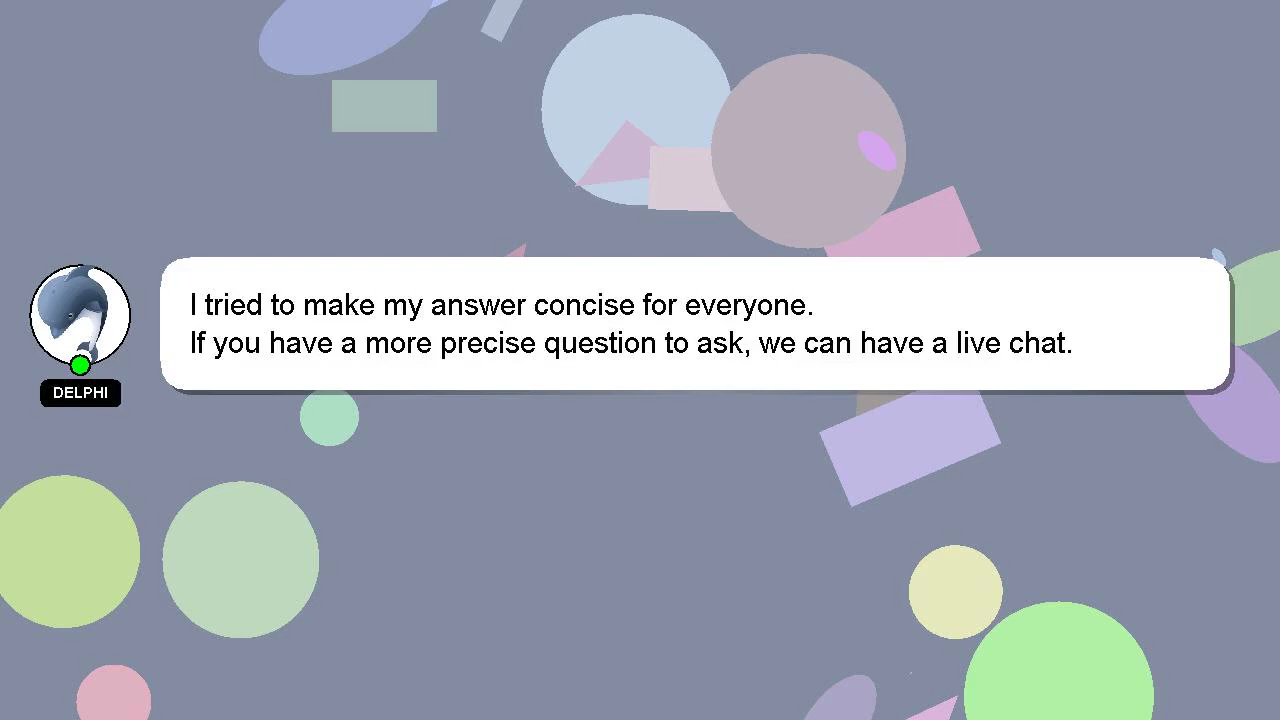 I tried to make my answer concise for everyone.
If you have a more precise question to ask, we can have a live chat.
DELPHI